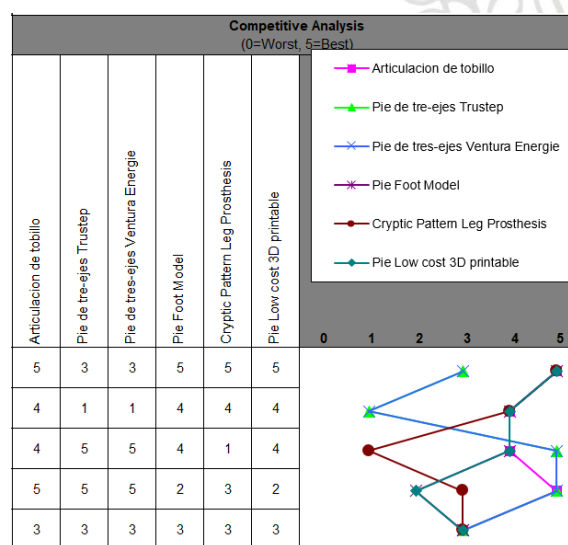 Competitive Analysis
(0=Worst, 5=Best)
Articulacion de tobillo
Pie de tre-ejes Trustep
Pie de tres-ejes Ventura Energie
Pie Foot Model
Cryptic Pattern Leg Prosthesis
Pie Low cost 3D printable
Articulacion de tobillo
Pie de tre-ejes Trustep
Pie de tres-ejes Ventura Energie
Pie Foot Model
Cryptic Pattern Leg Prosthesis
Pie Low cost 3D printable
0 1 2 3 4 5
5 3 3 5 5 5
4 1 1 4 4 4
4 5 5 4 1 4
5 5 5 2 3 2
3 3 3 3 3 3